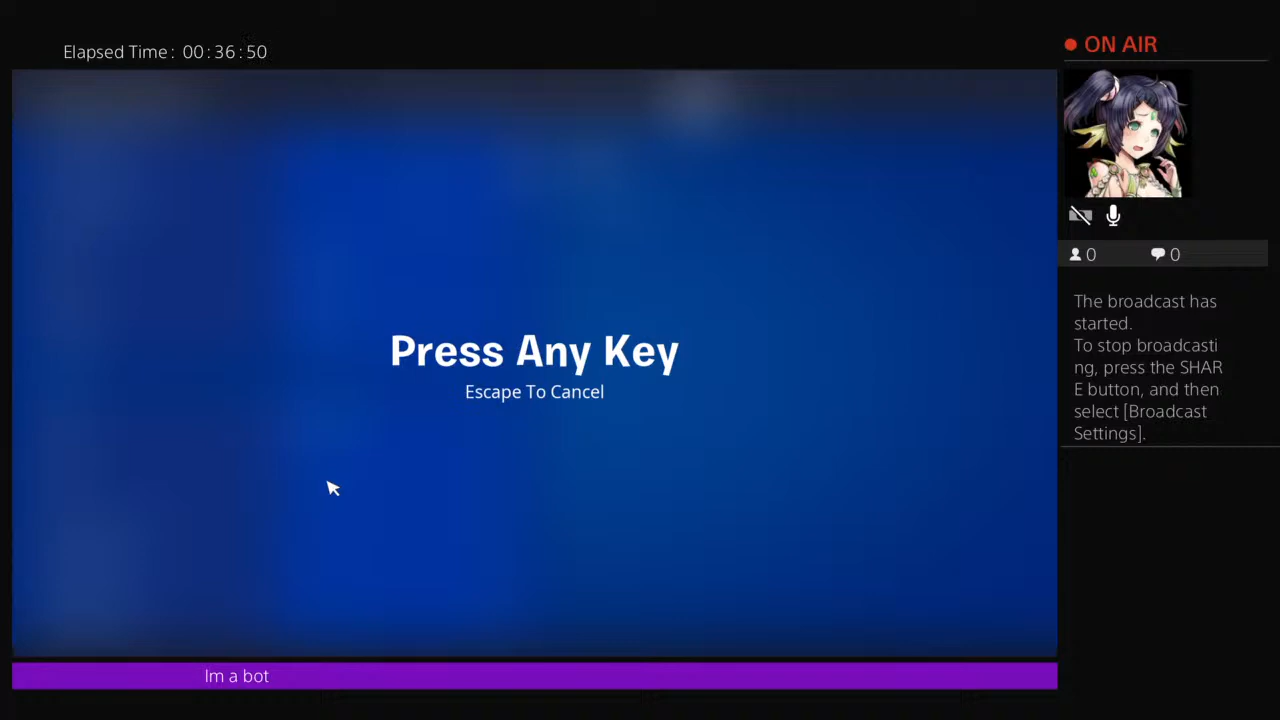 Elapsed Time: 00:36:50
ON AIR
0 0
Press Any Key
Escape To Cancel
The broadcast has
started.
To stop broadcasti
ng, press the SHAR
E button, and then
select [Broadcast
Settings].
Im a bot